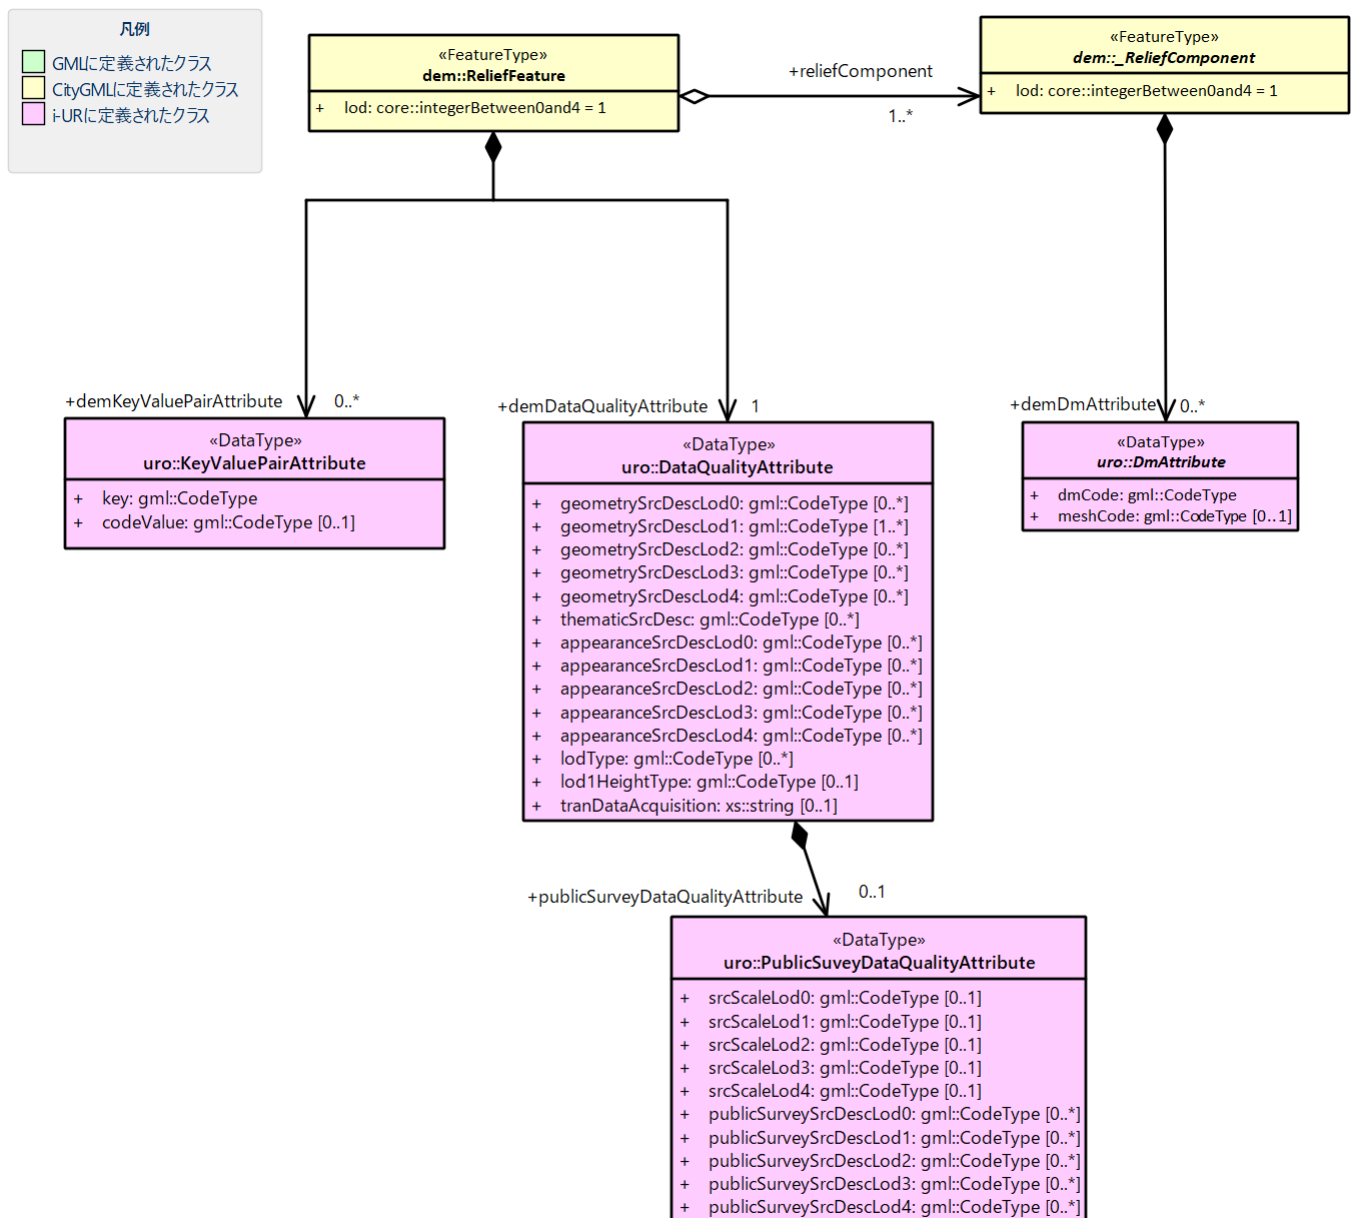 凡例
GMLに定義されたクラス
CityGMLに定義されたクラス
i-URに定義されたクラス
«FeatureType»
dem::ReliefFeature
+ lod: core::integerBetween0and4 = 1
+reliefComponent
1..*
«FeatureType»
dem::_ReliefComponent
+ lod: core::integerBetween0and4 = 1
+demKeyValuePairAttribute
0..*
«DataType»
uro::KeyValuePairAttribute
+ key: gml::CodeType
+ codeValue: gml::CodeType [0..1]
+demDataQualityAttribute
1
«DataType»
uro::DataQualityAttribute
+ geometrySrcDescLod0: gml::CodeType [0..*]
+ geometrySrcDescLod1: gml::CodeType [1..*]
+ geometrySrcDescLod2: gml::CodeType [0..*]
+ geometrySrcDescLod3: gml::CodeType [0..*]
+ geometrySrcDescLod4: gml::CodeType [0..*]
+ thematicSrcDesc: gml::CodeType [0..*]
+ appearanceSrcDescLod0: gml::CodeType [0..*]
+ appearanceSrcDescLod1: gml::CodeType [0..*]
+ appearanceSrcDescLod2: gml::CodeType [0..*]
+ appearanceSrcDescLod3: gml::CodeType [0..*]
+ appearanceSrcDescLod4: gml::CodeType [0..*]
+ lodType: gml::CodeType [0..*]
+ lod1HeightType: gml::CodeType [0..1]
+ tranDataAcquisition: xs::string [0..1]
+demDmAttribute
0..*
«DataType»
uro::DmAttribute
+ dmCode: gml::CodeType
+ meshCode: gml::CodeType [0..1]
+publicSurveyDataQualityAttribute
0..1
«DataType»
uro::PublicSuveyDataQualityAttribute
+ srcScaleLod0: gml::CodeType [0..1]
+ srcScaleLod1: gml::CodeType [0..1]
+ srcScaleLod2: gml::CodeType [0..1]
+ srcScaleLod3: gml::CodeType [0..1]
+ srcScaleLod4: gml::CodeType [0..1]
+ publicSurveySrcDescLod0: gml::CodeType [0..*]
+ publicSurveySrcDescLod1: gml::CodeType [0..*]
+ publicSurveySrcDescLod2: gml::CodeType [0..*]
+ publicSurveySrcDescLod3: gml::CodeType [0..*]
+ publicSurveySrcDescLod4: gml::CodeType [0..*]